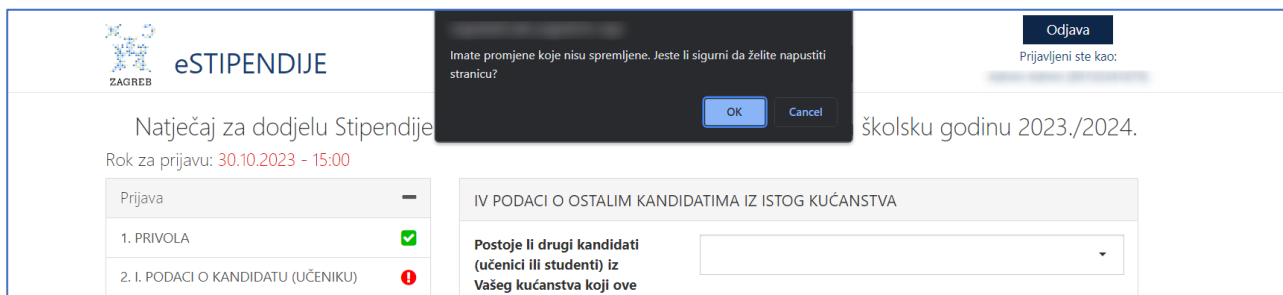 Imate promjene koje nisu spremljene. Jeste li sigurni da želite napustiti
stranicu?
OK Cancel
Odjava
Prijavljeni ste kao:
ZAGREB
eSTIPENDIJE
Natječaj za dodjelu Stipendije školsku godinu 2023./2024.
Rok za prijavu: 30.10.2023 - 15:00
Prijava
1. PRIVOLA
2. I. PODACI O KANDIDATU (UČENIKU)
IV PODACI O OSTALIM KANDIDATIMA IZ ISTOG KUĆANSTVA
Postoje li drugi kandidati
(učenici ili studenti) iz
Vašeg kućanstva koji ove